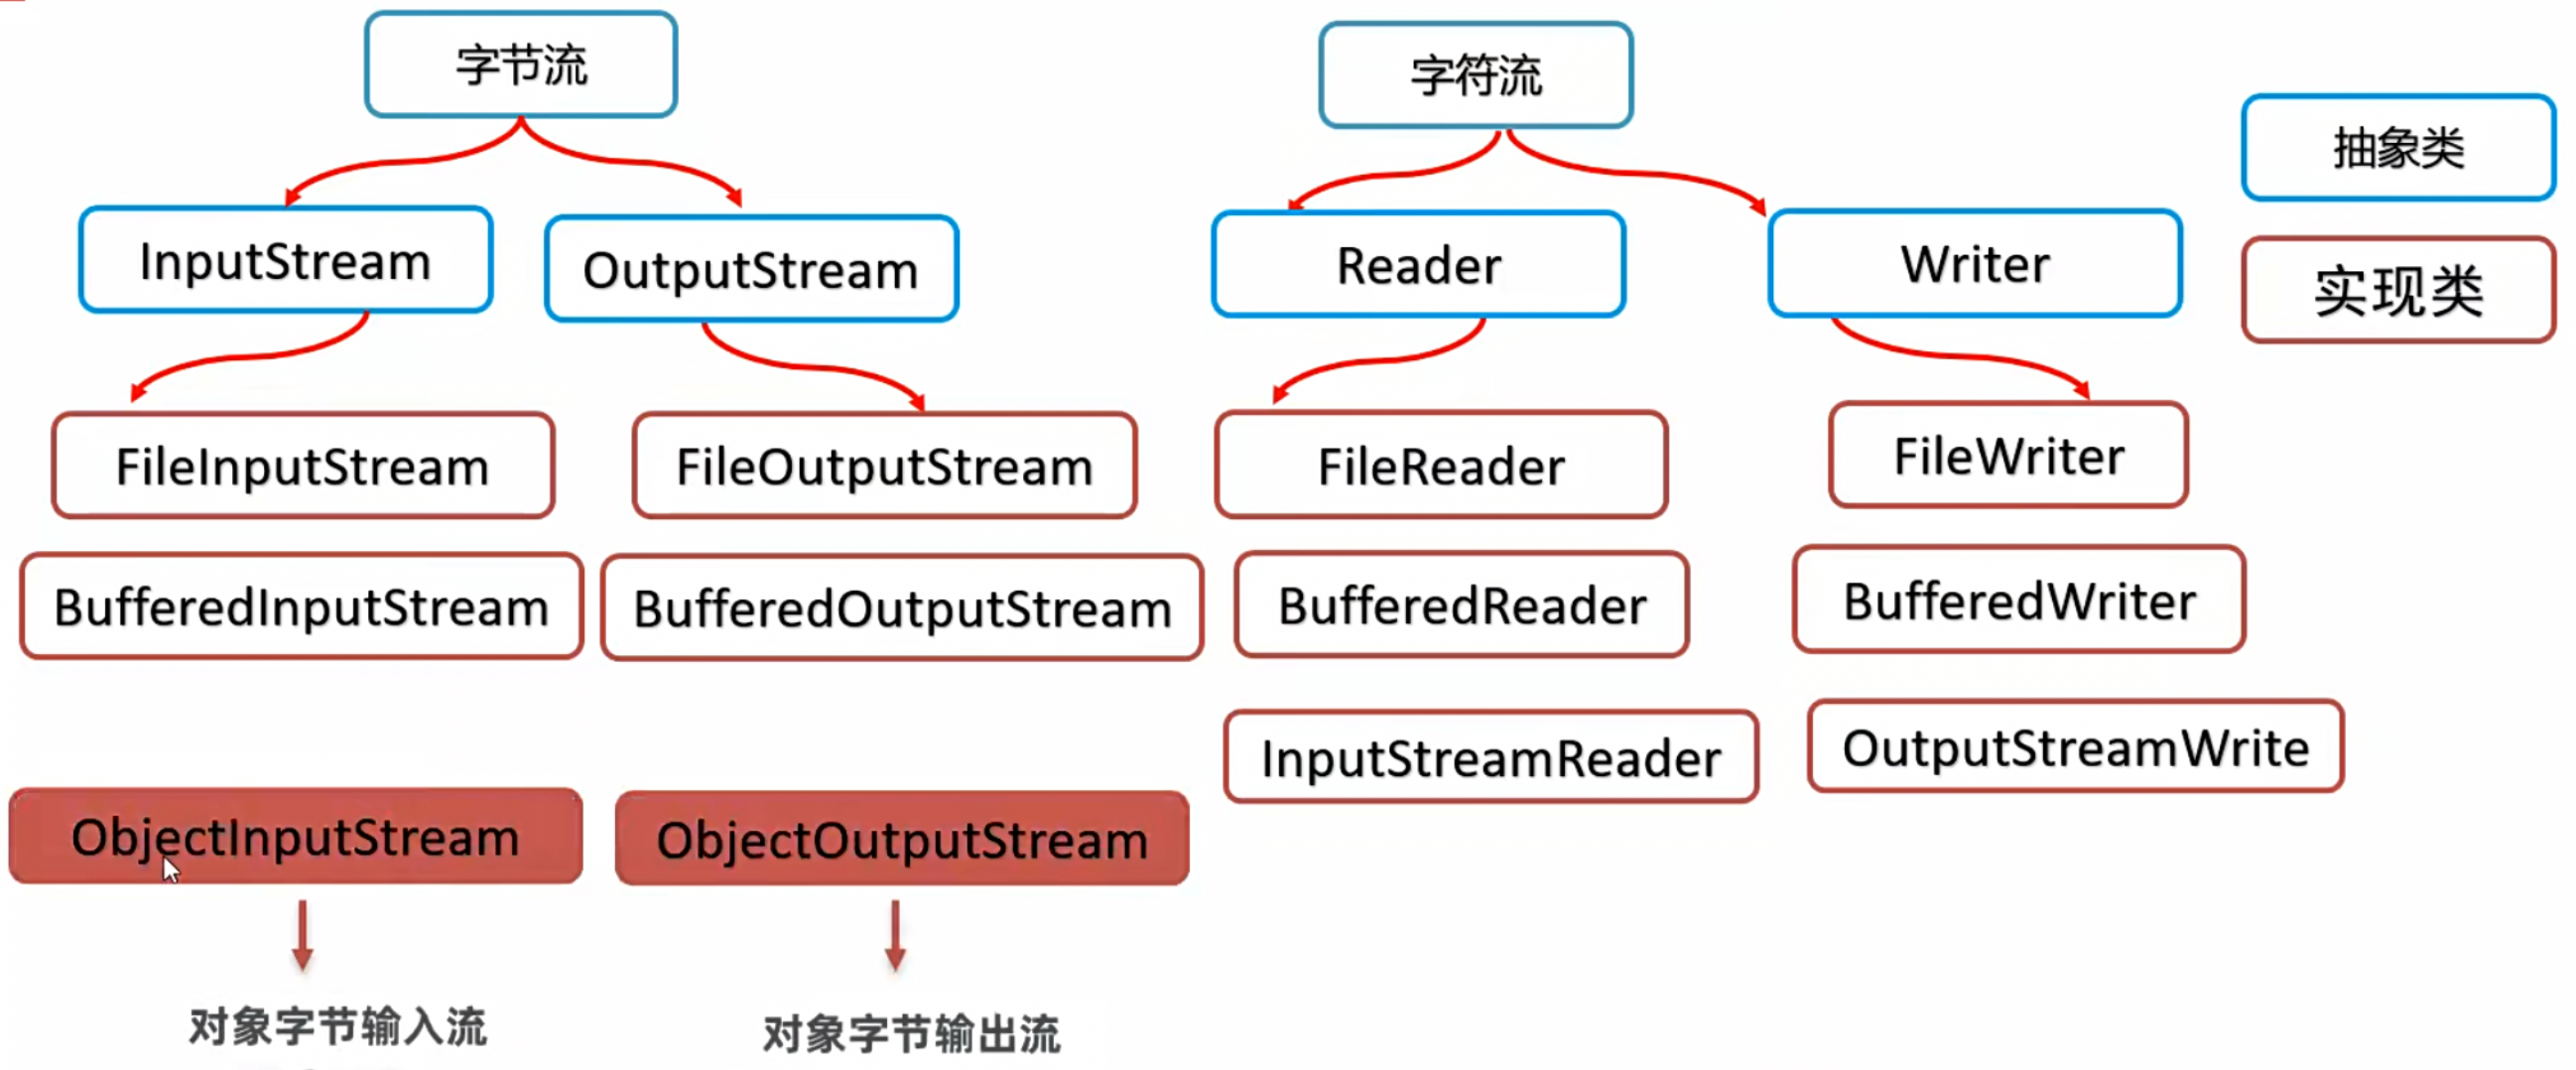 字节流
字符流
抽象类
InputStream
OutputStream
Reader
Writer
实现类
FileInputStream
FileOutputStream
FileReader
FileWriter
BufferedInputStream
BufferedOutputStream
BufferedReader
BufferedWriter
InputStreamReader
OutputStreamWrite
ObjectInputStream
ObjectOutputStream
对象字节输入流
对象字节输出流